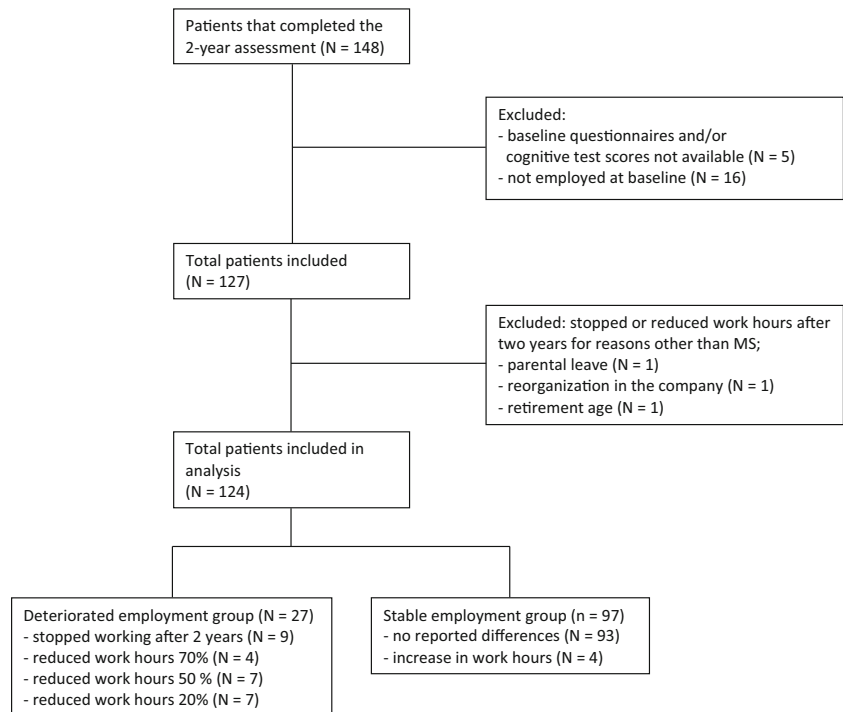 Patients that completed the
2-year assessment (N = 148)
Excluded:
- baseline questionnaires and/or
cognitive test scores not available (N = 5)
- not employed at baseline (N = 16)
Total patients included
(N = 127)
Excluded: stopped or reduced work hours after
two years for reasons other than MS;
- parental leave (N = 1)
- reorganization in the company (N = 1)
- retirement age (N = 1)
Total patients included in
analysis
(N = 124)
Deteriorated employment group (N = 27)
- stopped working after 2 years (N = 9)
- reduced work hours 70% (N = 4)
- reduced work hours 50 % (N = 7)
- reduced work hours 20% (N = 7)
Stable employment group (n = 97)
- no reported differences (N = 93)
- increase in work hours (N = 4)